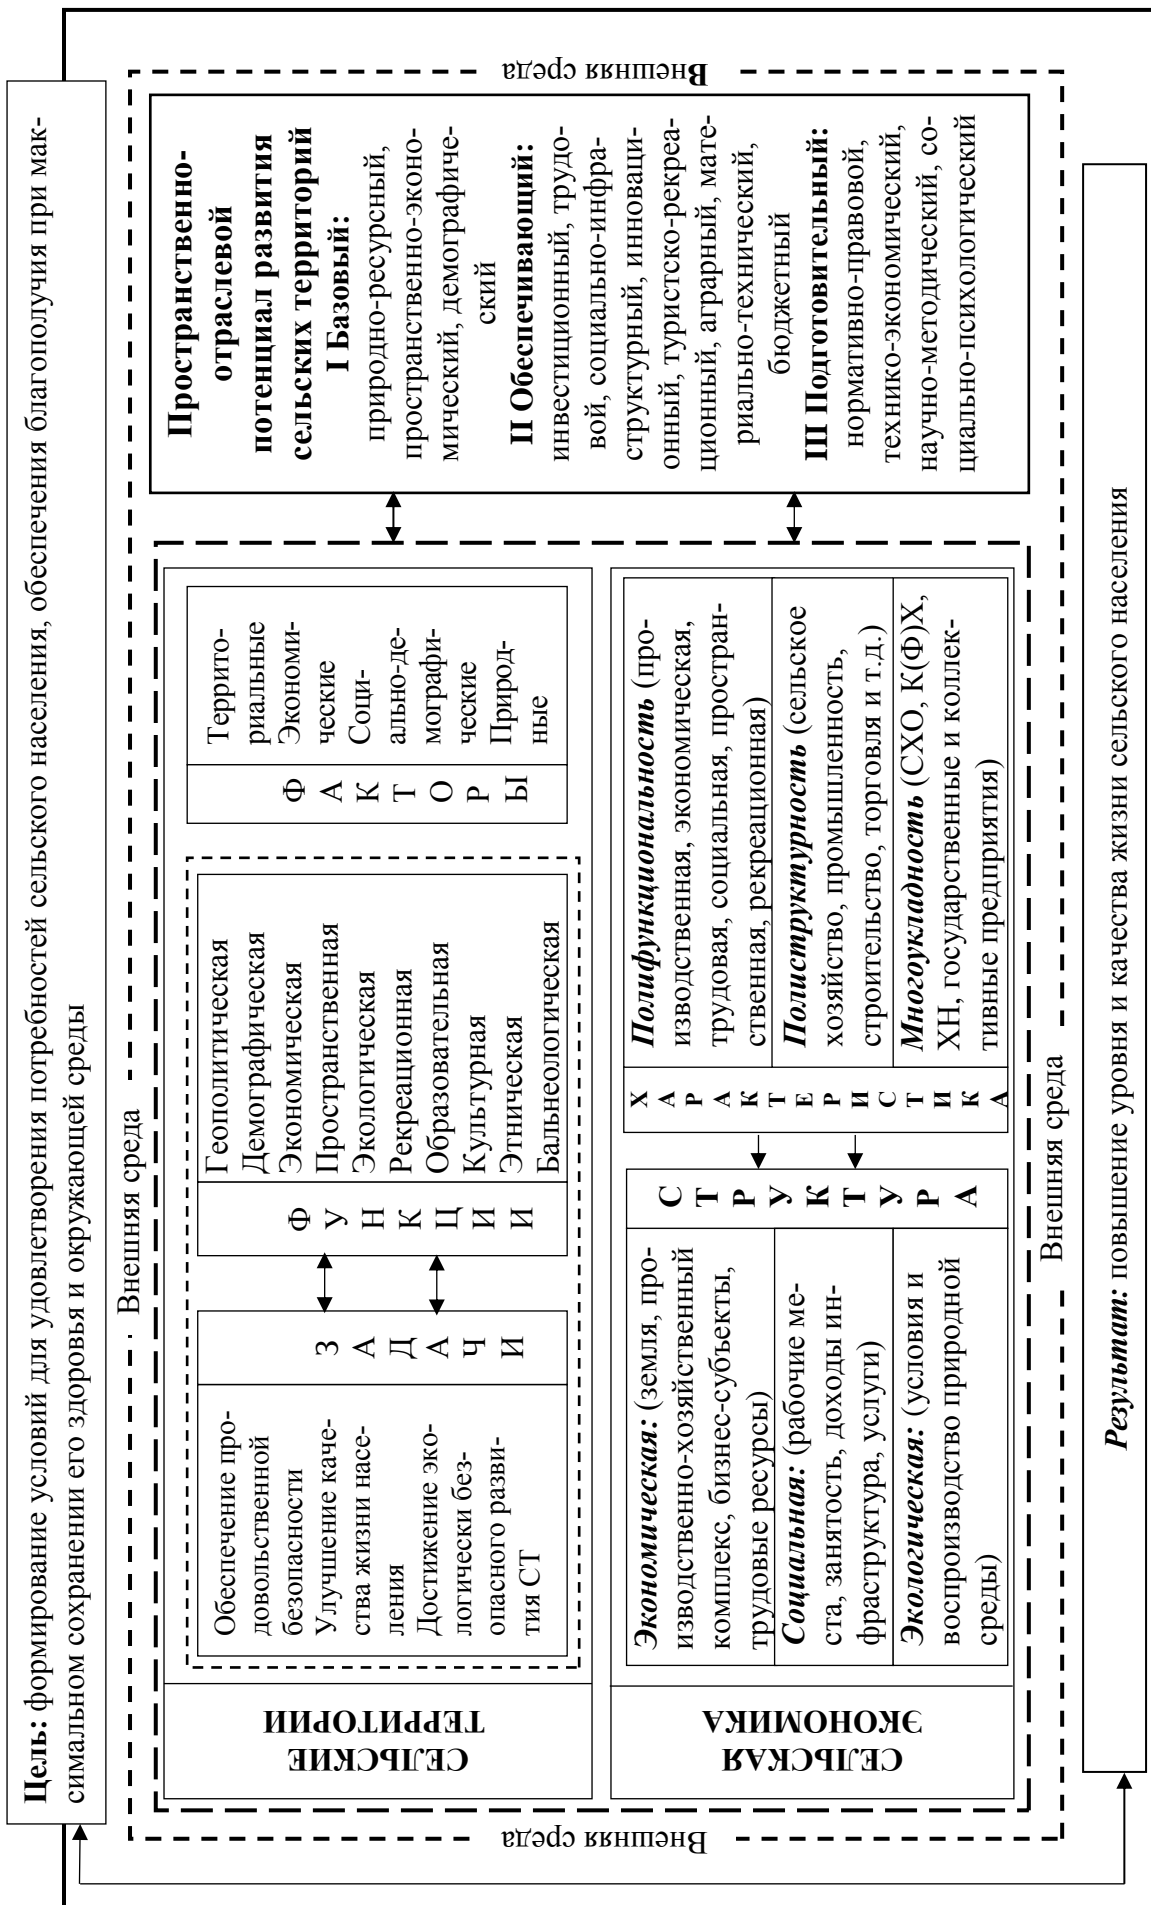 Цель: формирование условий для удовлетворения потребностей сельского населения, обеспечения благополучия при мак-
симальном сохранении его здоровья и окружающей среды
Внешняя среда
Внешняя среда
СЕЛЬСКИЕ
ТЕРРИТОРИИ
Обеспечение про-
довольственной
безопасности
Улучшение каче-
ства жизни насе-
ления
Достижение эко-
логически без-
опасного разви-
тия СТ
З
А
Д
А
Ч
И
Ф
У
Н
К
Ц
И
И
Геополитическая
Демографическая
Экономическая
Пространственная
Экологическая
Рекреационная
Образовательная
Культурная
Этническая
Бальнеологическая
Ф
А
К
Т
О
Р
Ы
Террито-
риальные
Экономи-
ческие
Соци-
ально-де-
мографи-
ческие
Природ-
ные
СЕЛЬСКАЯ
ЭКОНОМИКА
Экономическая: (земля, про-
изводственно-хозяйственный
комплекс, бизнес-субъекты,
трудовые ресурсы)
Социальная: (рабочие ме-
ста, занятость, доходы ин-
фраструктура, услуги)
Экологическая: (условия и
воспроизводство природной
среды)
С
Т
Р
У
К
Т
У
Р
А
Х
А
Р
А
К
Т
Е
Р
И
С
Т
И
К
А
Полифункциональность (про-
изводственная, экономическая,
трудовая, социальная, простран-
ственная, рекреационная)
Полиструктурность (сельское
хозяйство, промышленность,
строительство, торговля и т.д.)
Многоукладность (СХО, К(Ф)Х,
ХН, государственные и коллек-
тивные предприятия)
Пространственно-
отраслевой
потенциал развития
сельских территорий
I Базовый:
природно-ресурсный,
пространственно-эконо-
мический, демографиче-
ский
II Обеспечивающий:
инвестиционный, трудо-
вой, социально-инфра-
структурный, инноваци-
онный, туристско-рекреа-
ционный, аграрный, мате-
риально-технический,
бюджетный
III Подготовительный:
нормативно-правовой,
технико-экономический,
научно-методический, со-
циально-психологический
Внешняя среда
Внешняя среда
Результат: повышение уровня и качества жизни сельского населения